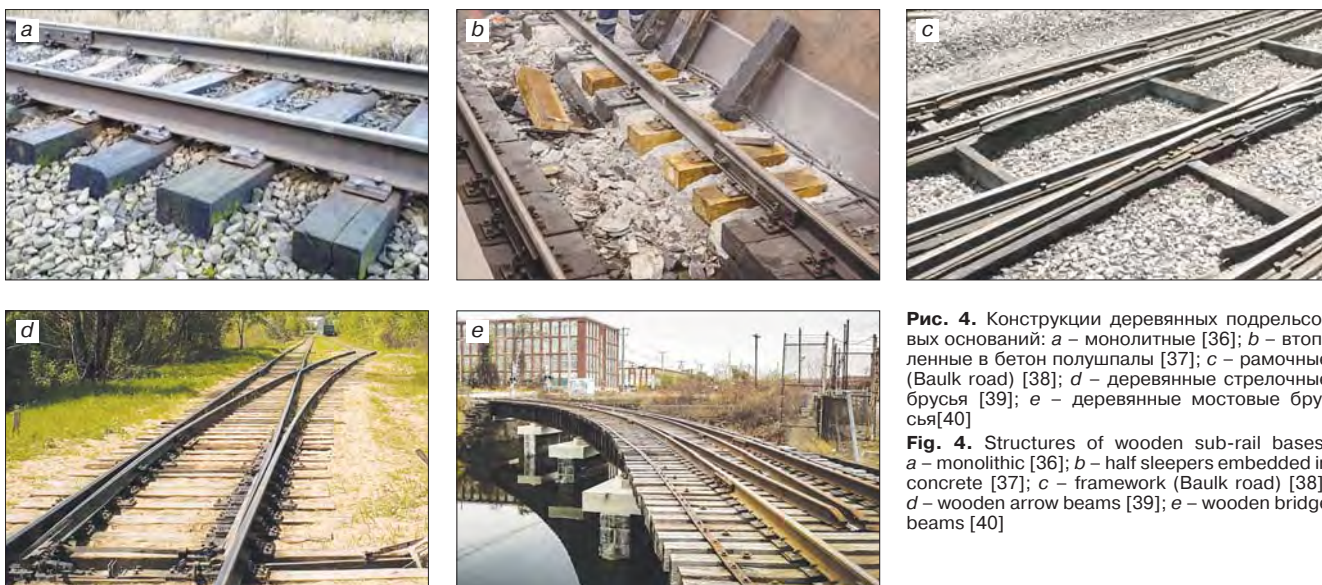 a
b
c
d
e
Рис. 4. Конструкции деревянных подрельсо
вых оснований: a – монолитные [36]; b – втоп
ленные в бетон полушпалы [37]; c – рамочные
(Baulk road) [38]; d – деревянные стрелочные
брусья [39]; e – деревянные мостовые бру
сья[40]
Fig. 4. Structures of wooden sub-rail bases
a – monolithic [36]; b – half sleepers embedded in
concrete [37]; c – framework (Baulk road) [38]
d – wooden arrow beams [39]; e – wooden bridge
beams [40]